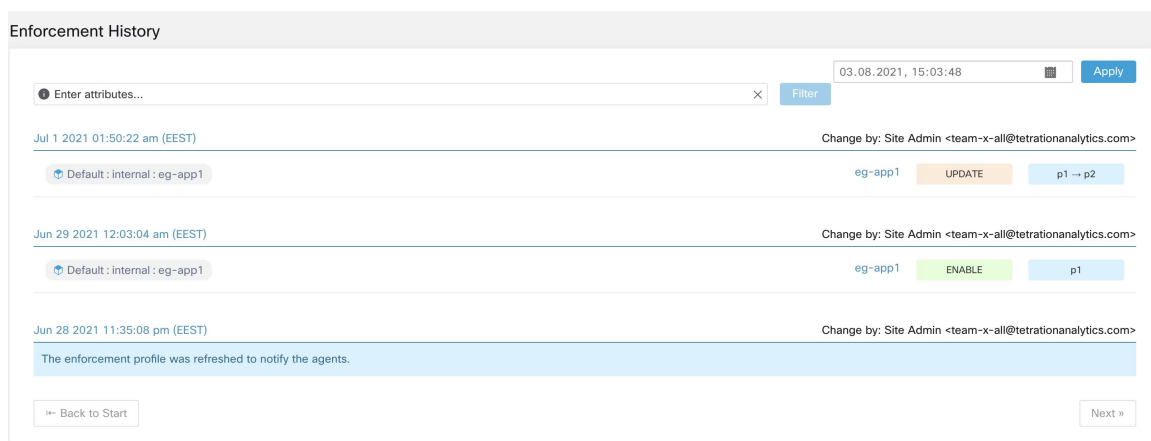 Enforcement History
03.08.2021, 15:03:48
Apply
Enter attributes...
Filter
Jul 1 2021 01:50:22 am (EEST)
Change by: Site Admin <team-x-all@tetrationanalytics.com>
Default : internal : eg-app1
eg-app1
UPDATE
p1 → p2
Jun 29 2021 12:03:04 am (EEST)
Change by: Site Admin <team-x-all@tetrationanalytics.com>
Default : internal : eg-app1
eg-app1
ENABLE
p1
Jun 28 2021 11:35:08 pm (EEST)
Change by: Site Admin <team-x-all@tetrationanalytics.com>
The enforcement profile was refreshed to notify the agents.
Back to Start
Next »